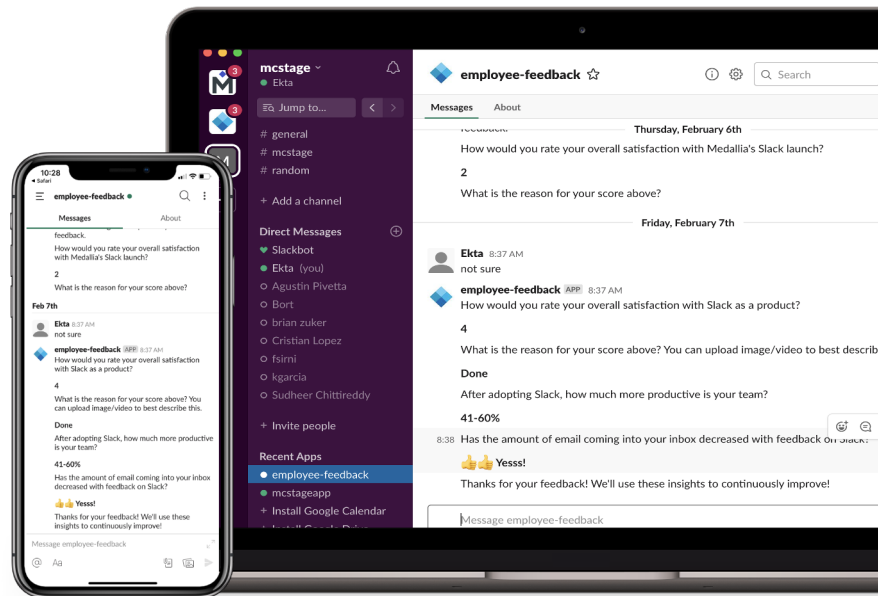 10:28
Safari
employee-feedback
Messages About
feedback.
How would you rate your overall satisfaction
with Medallia's Slack launch?
2
What is the reason for your score above?
Feb 7th
Ekta 8:37 AM
not sure
employee-feedback APP 8:37 AM
How would you rate your overall satisfaction
with Slack as a product?
4
What is the reason for your score above? You
can upload image/video to best describe this.
Done
After adopting Slack, how much more productive
is your team?
41-60%
Has the amount of email coming into your inbox
decreased with feedback on Slack?
👍👍 Yesss!
Thanks for your feedback! We'll use these
insights to continuously improve!
Message employee-feedback
@ Aa
M 3
3
M
mcstage
Ekta
Jump to...
# general
# mcstage
# random
+ Add a channel
Direct Messages
Slackbot
Ekta (you)
Agustin Pivetta
Bort
brian zuker
Cristian Lopez
fsirni
kgarcia
Sudheer Chittireddy
+ Invite people
Recent Apps
employee-feedback
mcstageapp
+ Install Google Calendar
+ Install Google Drive
employee-feedback
Search
Messages About
feedback.
Thursday, February 6th
How would you rate your overall satisfaction with Medallia's Slack launch?
2
What is the reason for your score above?
Friday, February 7th
Ekta 8:37 AM
not sure
employee-feedback APP 8:37 AM
How would you rate your overall satisfaction with Slack as a product?
4
What is the reason for your score above? You can upload image/video to best describ
Done
After adopting Slack, how much more productive is your team?
41-60%
8:38 Has the amount of email coming into your inbox decreased with feedback on Slack?
👍👍 Yesss!
Thanks for your feedback! We'll use these insights to continuously improve!
Message employee-feedback